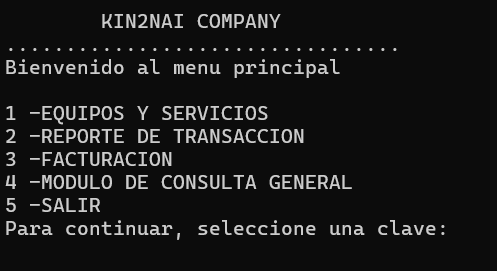 KIN2NAI COMPANY
.................................
Bienvenido al menu principal
1 -EQUIPOS Y SERVICIOS
2 -REPORTE DE TRANSACCION
3 -FACTURACION
4 -MODULO DE CONSULTA GENERAL
5 -SALIR
Para continuar, seleccione una clave: